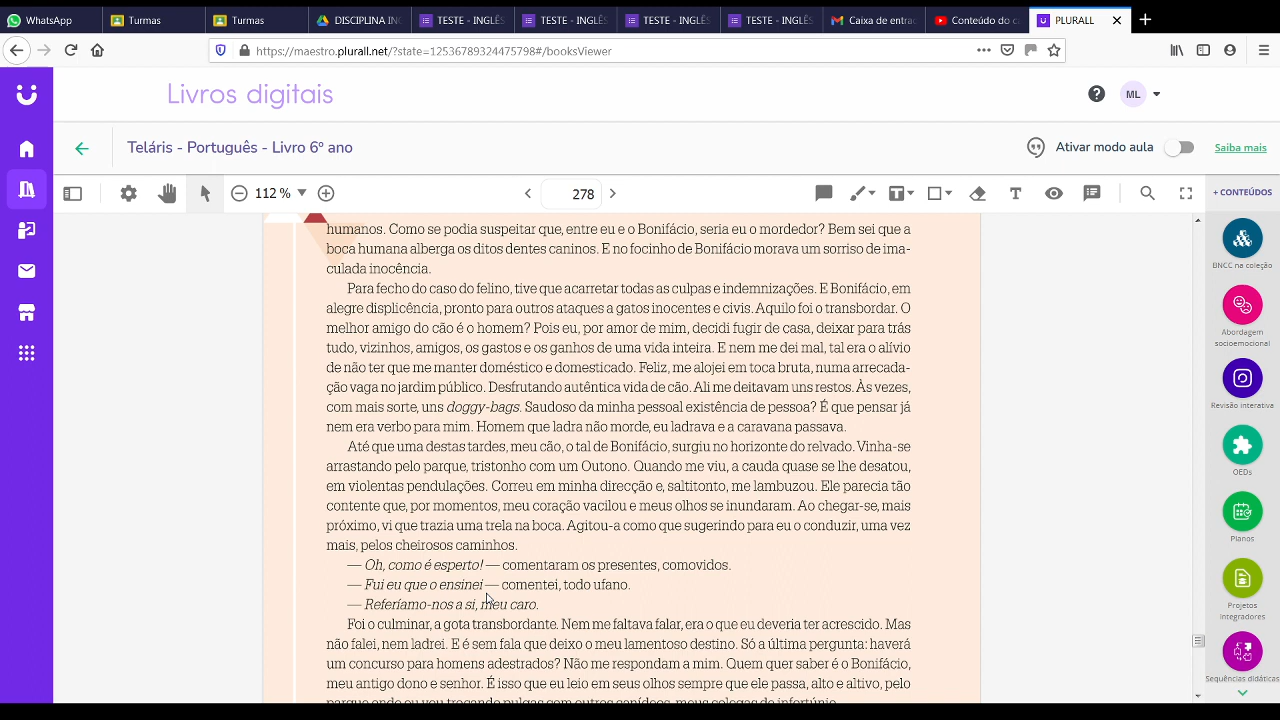 WhatsApp
Turmas
Turmas
DISCIPLINA IN
TESTE - INGLÊS
TESTE - INGLÊS
TESTE - INGLÊS
TESTE - INGLÊS
Caixa de entra
Conteúdo do c
PLURALL
https://maestro.plurall.net/?state=12536789324475798#/booksViewer
Livros digitais
ML
Teláris - Português - Livro 6º ano
Ativar modo aula
Saiba mais
112 %
278
+ CONTEÚDOS
humanos. Como se podia suspeitar que, entre eu e o Bonifácio, seria eu o mordedor? Bem sei que a
boca humana alberga os ditos dentes caninos. E no focinho de Bonifácio morava um sorriso de ima-
culada inocência.
Para fecho do caso do felino, tive que acarretar todas as culpas e indemnizações. E Bonifácio, em
alegre displicência, pronto para outros ataques a gatos inocentes e civis. Aquilo foi o transbordar. O
melhor amigo do cão é o homem? Pois eu, por amor de mim, decidi fugir de casa, deixar para trás
tudo, vizinhos, amigos, os gastos e os ganhos de uma vida inteira. E nem me dei mal, tal era o alívio
de não ter que me manter doméstico e domesticado. Feliz, me alojei em toca bruta, numa arrecada-
ção vaga no jardim público. Desfrutando autêntica vida de cão. Ali me deitavam uns restos. Às vezes,
com mais sorte, uns doggy-bags. Saudoso da minha pessoal existência de pessoa? É que pensar já
nem era verbo para mim. Homem que ladra não morde, eu ladrava e a caravana passava.
Até que uma destas tardes, meu cão, o tal de Bonifácio, surgiu no horizonte do relvado. Vinha-se
arrastando pelo parque, tristonho com um Outono. Quando me viu, a cauda quase se lhe desatou,
em violentas pendulações. Correu em minha direcção e, saltitonto, me lambuzou. Ele parecia tão
contente que, por momentos, meu coração vacilou e meus olhos se inundaram. Ao chegar-se, mais
próximo, vi que trazia uma trela na boca. Agitou-a como que sugerindo para eu o conduzir, uma vez
mais, pelos cheirosos caminhos.
— Oh, como é esperto! — comentaram os presentes, comovidos.
— Fui eu que o ensinei — comentei, todo ufano.
— Referíamo-nos a si, meu caro.
Foi o culminar, a gota transbordante. Nem me faltava falar, era o que eu deveria ter acrescido. Mas
não falei, nem ladrei. E é sem fala que deixo o meu lamentoso destino. Só a última pergunta: haverá
um concurso para homens adestrados? Não me respondam a mim. Quem quer saber é o Bonifácio,
meu antigo dono e senhor. É isso que eu leio em seus olhos sempre que ele passa, alto e altivo, pelo
parque onde eu vou trocando pulgas com outros canídeos, meus colegas de infortúnio.
BNCC na coleção
Abordagem
socioemocional
Revisão interativa
OEDs
Planos
Projetos
Integradores
Sequências didáticas